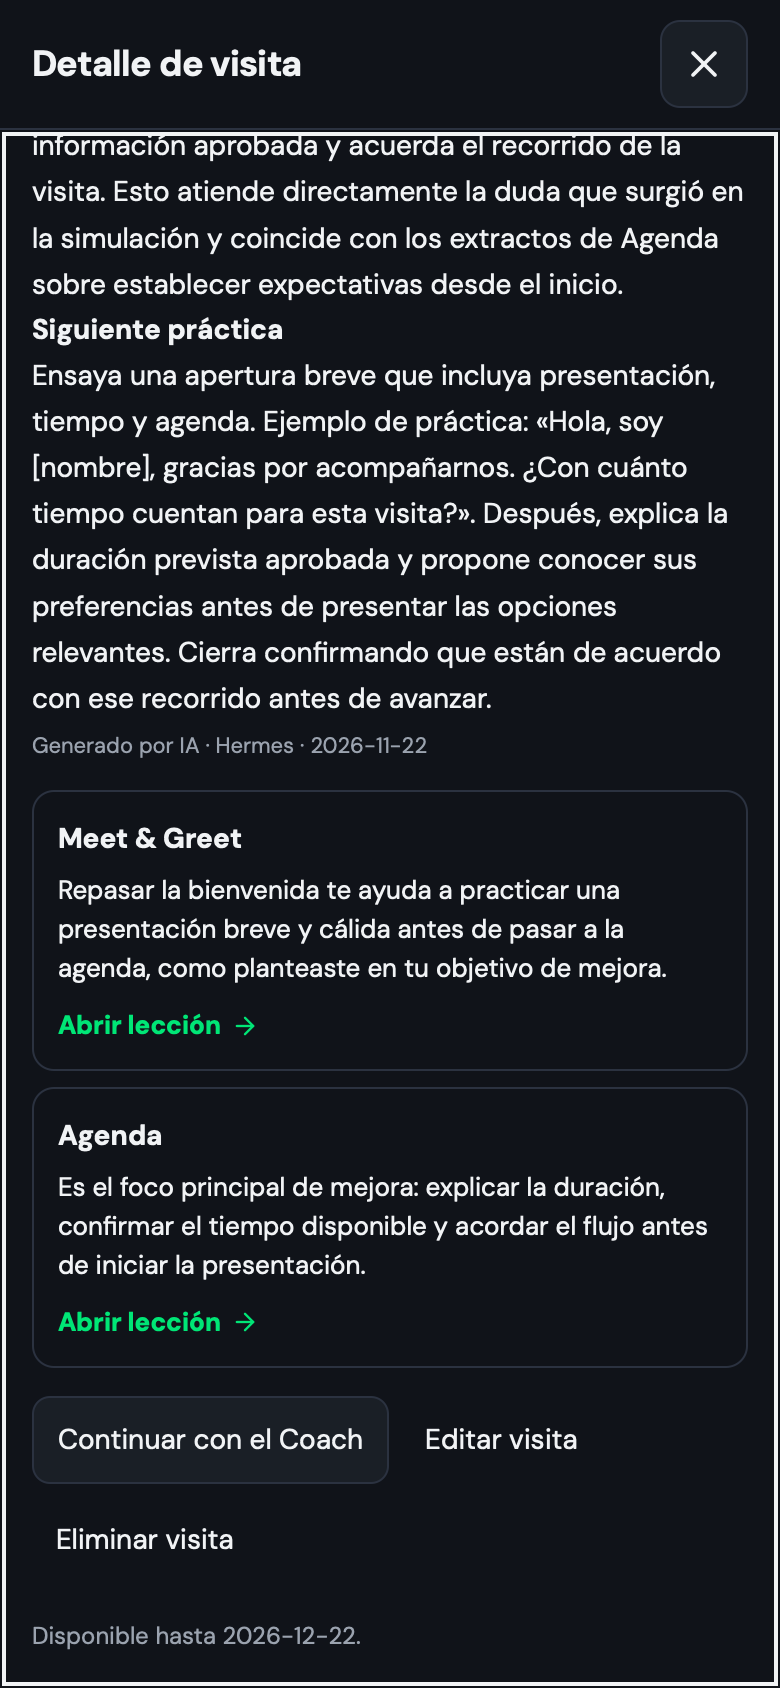 Detalle de visita
información aprobada y acuerda el recorrido de la
visita. Esto atiende directamente la duda que surgió en
la simulación y coincide con los extractos de Agenda
sobre establecer expectativas desde el inicio.
Siguiente práctica
Ensaya una apertura breve que incluya presentación,
tiempo y agenda. Ejemplo de práctica: «Hola, soy
[nombre], gracias por acompañarnos. ¿Con cuánto
tiempo cuentan para esta visita?». Después, explica la
duración prevista aprobada y propone conocer sus
preferencias antes de presentar las opciones
relevantes. Cierra confirmando que están de acuerdo
con ese recorrido antes de avanzar.
Generado por IA · Hermes · 2026-11-22
Meet & Greet
Repasar la bienvenida te ayuda a practicar una
presentación breve y cálida antes de pasar a la
agenda, como planteaste en tu objetivo de mejora.
Abrir lección →
Agenda
Es el foco principal de mejora: explicar la duración,
confirmar el tiempo disponible y acordar el flujo antes
de iniciar la presentación.
Abrir lección →
Continuar con el Coach
Editar visita
Eliminar visita
Disponible hasta 2026-12-22.